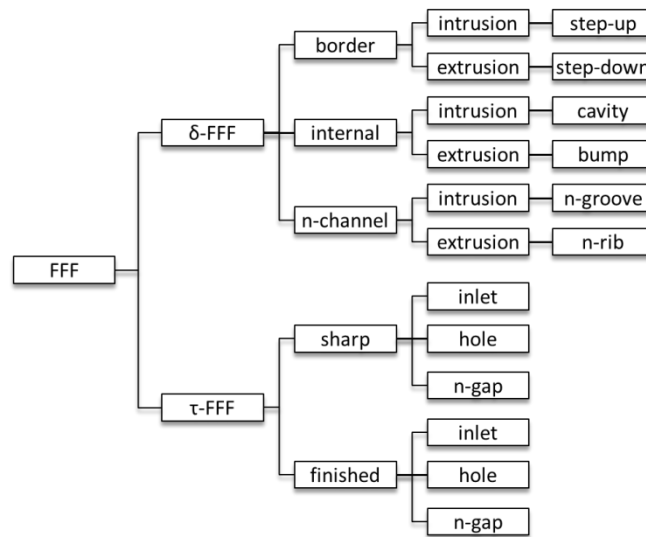 border
intrusion
step-up
extrusion
step-down
δ-FFF
internal
intrusion
cavity
extrusion
bump
n-channel
intrusion
n-groove
extrusion
n-rib
FFF
τ-FFF
sharp
inlet
hole
n-gap
finished
inlet
hole
n-gap